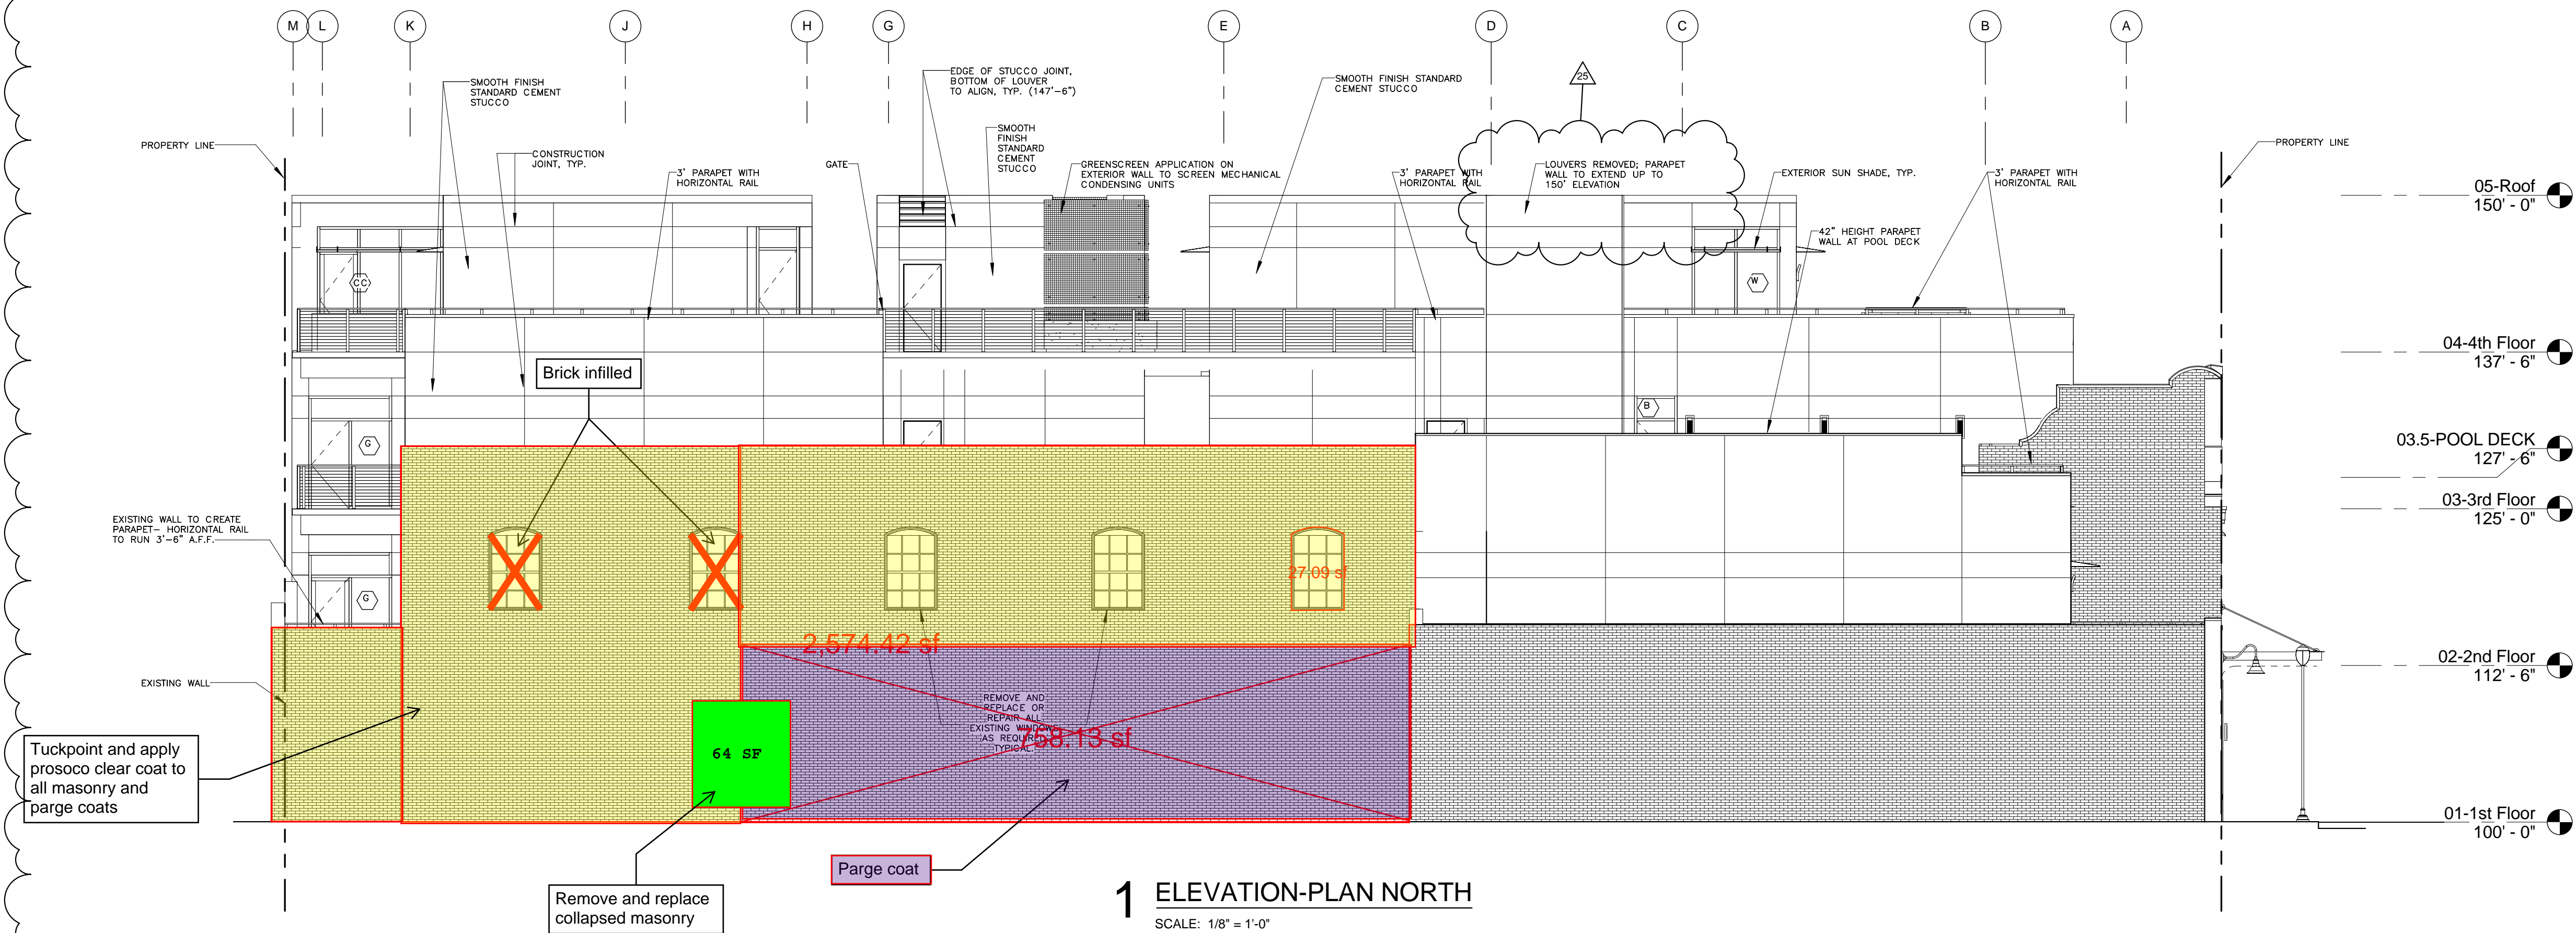 M
L
K
J
H
G
E
D
C
B
A
25
SMOOTH FINISH
STANDARD CEMENT
STUCCO
EDGE OF STUCCO JOINT,
BOTTOM OF LOUVER
TO ALIGN, TYP. (147'-6")
SMOOTH FINISH STANDARD
CEMENT STUCCO
PROPERTY LINE
CONSTRUCTION
JOINT, TYP.
3' PARAPET WITH
HORIZONTAL RAIL
GATE
SMOOTH
FINISH
STANDARD
CEMENT
STUCCO
GREENSCREEN APPLICATION ON
EXTERIOR WALL TO SCREEN MECHANICAL
CONDENSING UNITS
3' PARAPET WITH
HORIZONTAL RAIL
LOUVERS REMOVED; PARAPET
WALL TO EXTEND UP TO
150' ELEVATION
EXTERIOR SUN SHADE, TYP.
3' PARAPET WITH
HORIZONTAL RAIL
PROPERTY LINE
05-Roof
150' - 0"
42" HEIGHT PARAPET
WALL AT POOL DECK
CC
W
04-4th Floor
137' - 6"
Brick infilled
B
G
03.5-POOL DECK
127' - 6"
03-3rd Floor
125' - 0"
EXISTING WALL TO CREATE
PARAPET- HORIZONTAL RAIL
TO RUN 3'-6" A.F.F.
G
27.09 sf
2,574.42 sf
02-2nd Floor
112' - 6"
EXISTING WALL
REMOVE AND
REPLACE OR
REPAIR ALL
EXISTING WINDOWS
AS REQUIRED,
TYPICAL.
758.13 sf
64 SF
Tuckpoint and apply
prosoco clear coat to
all masonry and
parge coats
01-1st Floor
100' - 0"
Parge coat
Remove and replace
collapsed masonry
1 ELEVATION-PLAN NORTH
SCALE: 1/8" = 1'-0"